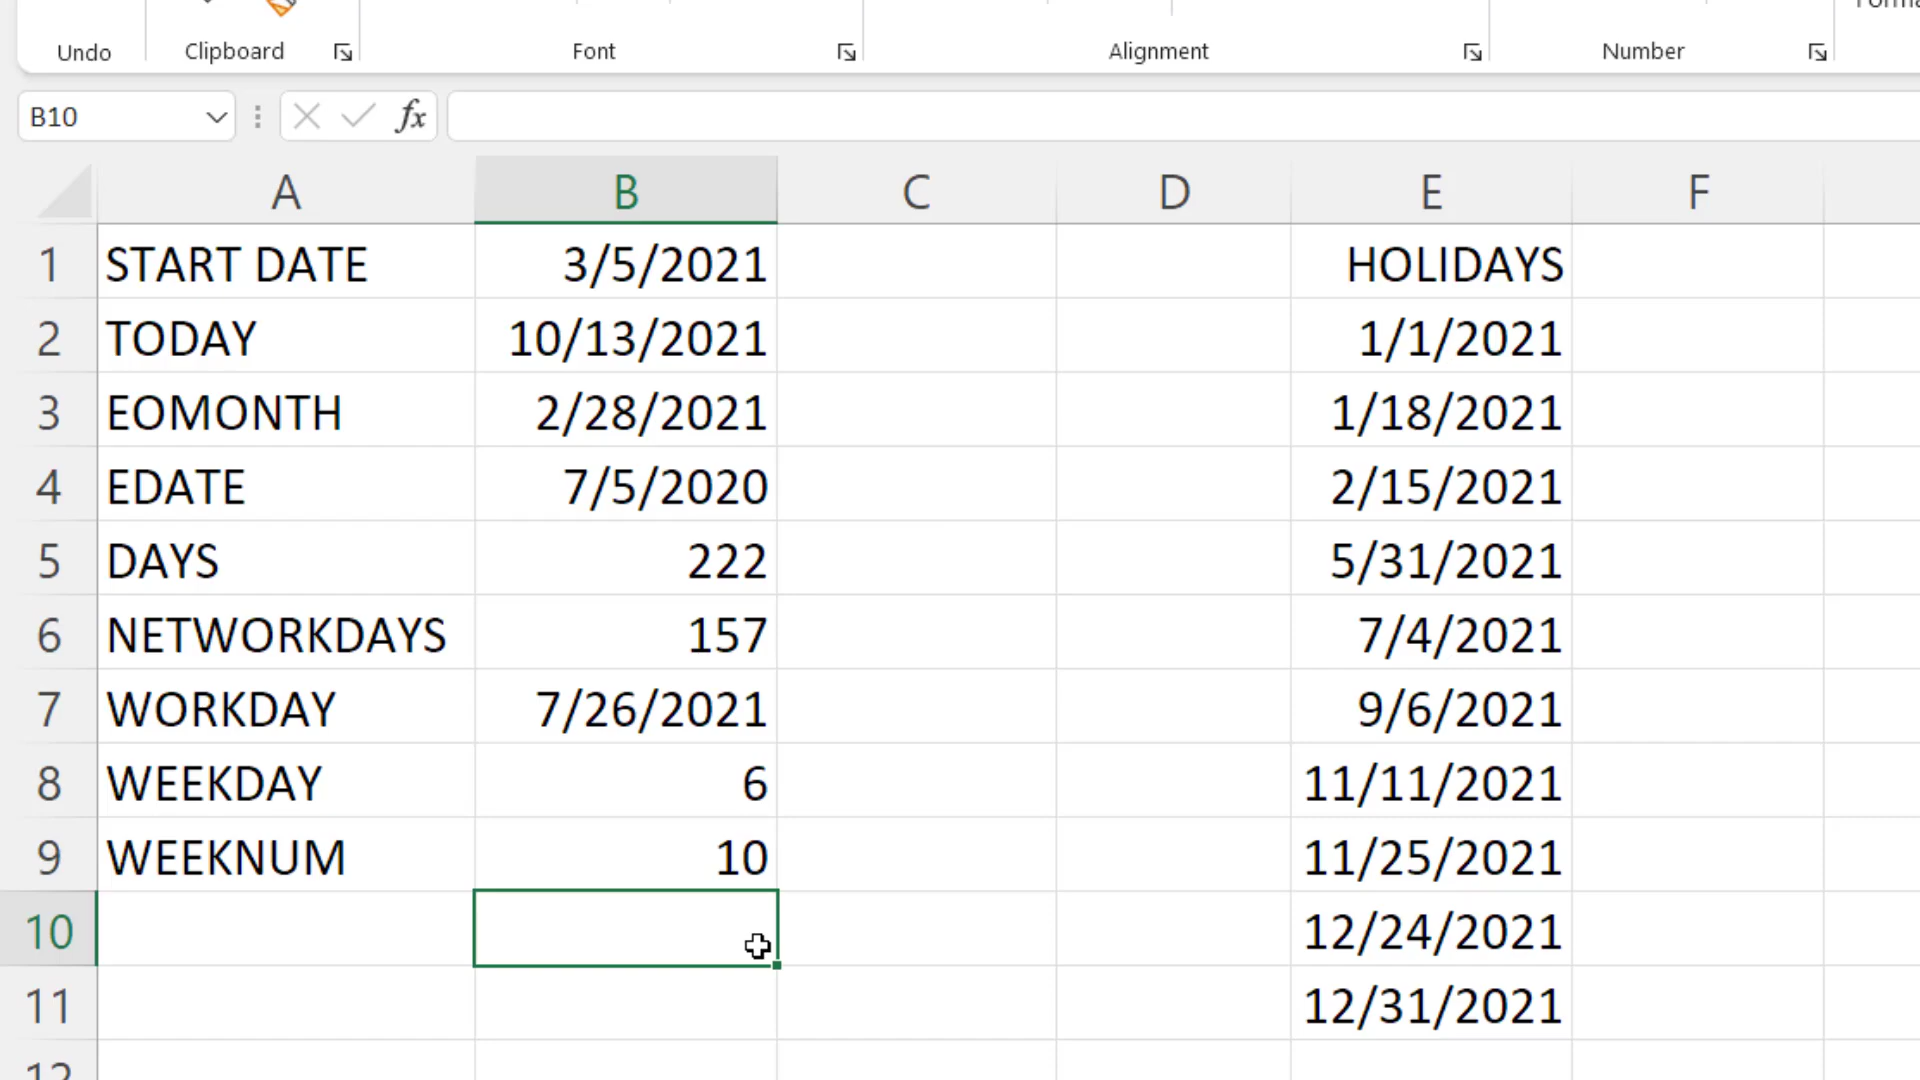 Undo Clipboard Font Alignment Number
B10 fx
A B C D E F
1 START DATE 3/5/2021 HOLIDAYS
2 TODAY 10/13/2021 1/1/2021
3 EOMONTH 2/28/2021 1/18/2021
4 EDATE 7/5/2020 2/15/2021
5 DAYS 222 5/31/2021
6 NETWORKDAYS 157 7/4/2021
7 WORKDAY 7/26/2021 9/6/2021
8 WEEKDAY 6 11/11/2021
9 WEEKNUM 10 11/25/2021
10 12/24/2021
11 12/31/2021
12